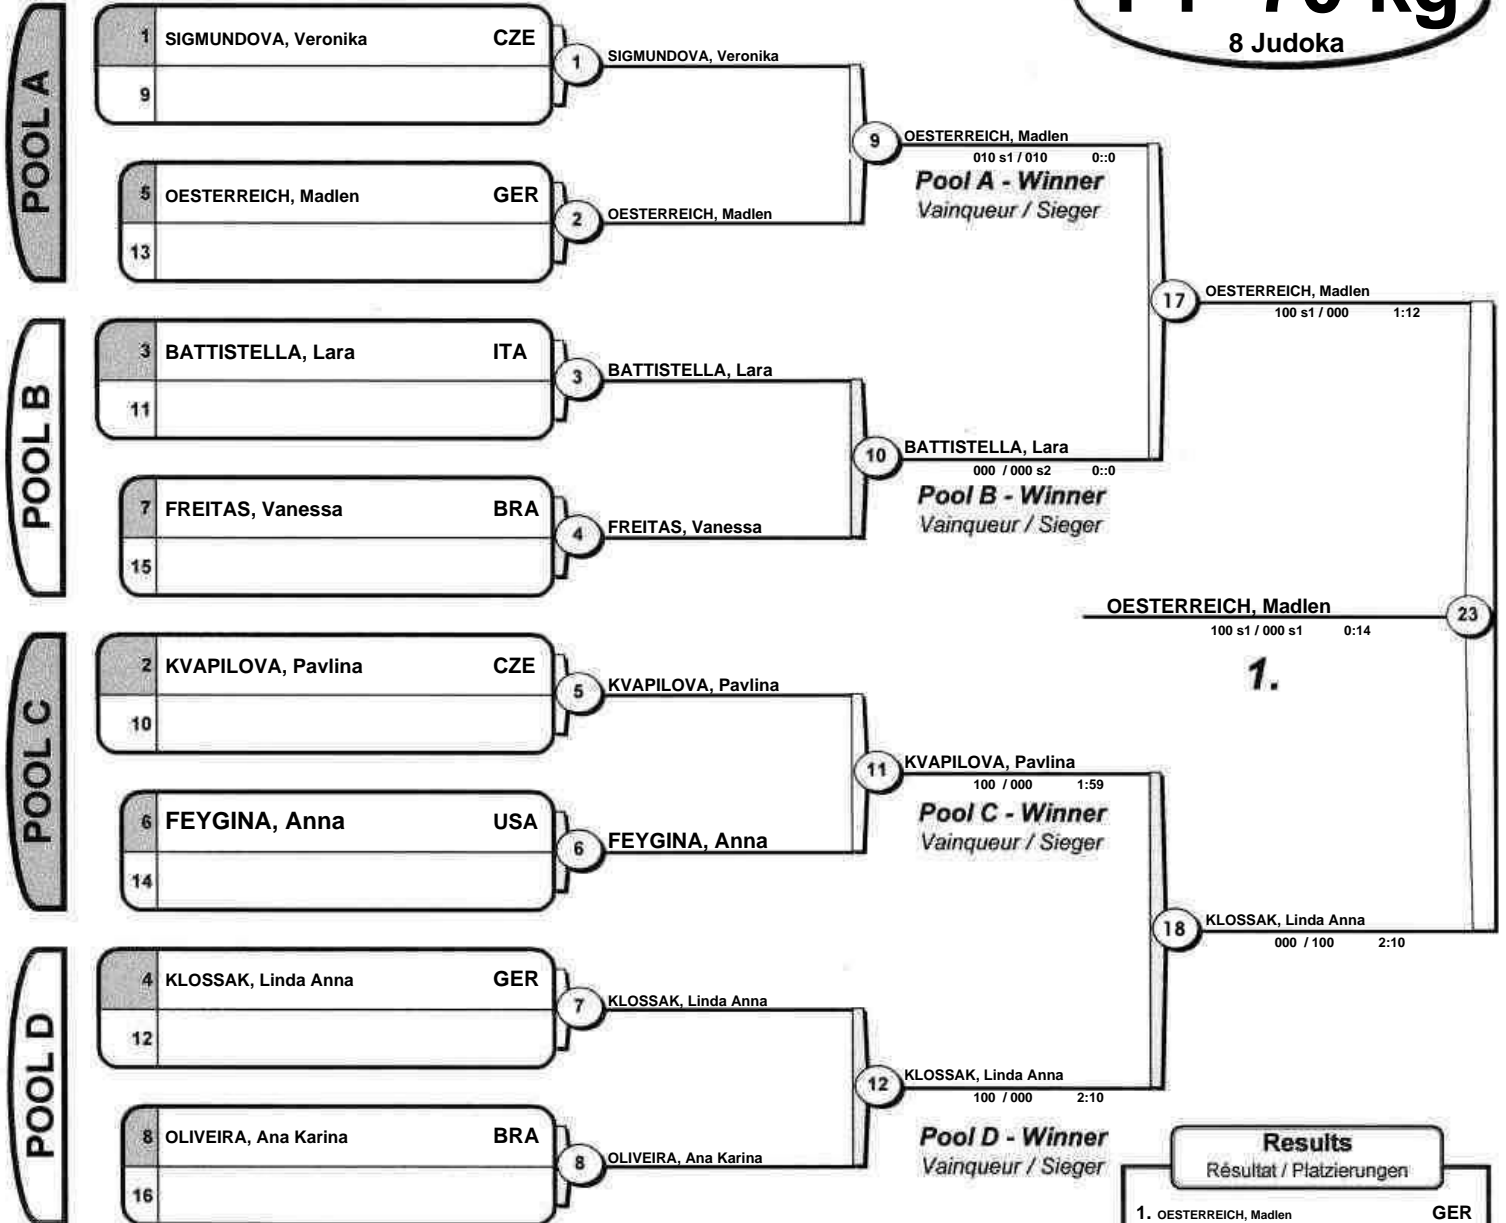 8 Judoka
POOL A
1 SIGMUNDOVA, Veronika CZE
9
1 SIGMUNDOVA, Veronika
5 OESTERREICH, Madlen GER
13
2 OESTERREICH, Madlen
9 OESTERREICH, Madlen
010 s1 / 010 0::0
Pool A - Winner
Vainqueur / Sieger
POOL B
3 BATTISTELLA, Lara ITA
11
3 BATTISTELLA, Lara
7 FREITAS, Vanessa BRA
15
4 FREITAS, Vanessa
10 BATTISTELLA, Lara
000 / 000 s2 0::0
Pool B - Winner
Vainqueur / Sieger
17 OESTERREICH, Madlen
100 s1 / 000 1:12
OESTERREICH, Madlen 23
100 s1 / 000 s1 0:14
1.
POOL C
2 KVAPILOVA, Pavlina CZE
10
5 KVAPILOVA, Pavlina
6 FEYGINA, Anna USA
14
6 FEYGINA, Anna
11 KVAPILOVA, Pavlina
100 / 000 1:59
Pool C - Winner
Vainqueur / Sieger
18 KLOSSAK, Linda Anna
000 / 100 2:10
POOL D
4 KLOSSAK, Linda Anna GER
12
7 KLOSSAK, Linda Anna
8 OLIVEIRA, Ana Karina BRA
16
8 OLIVEIRA, Ana Karina
12 KLOSSAK, Linda Anna
100 / 000 2:10
Pool D - Winner
Vainqueur / Sieger
Results
Résultat / Platzierungen
1. OESTERREICH, Madlen GER